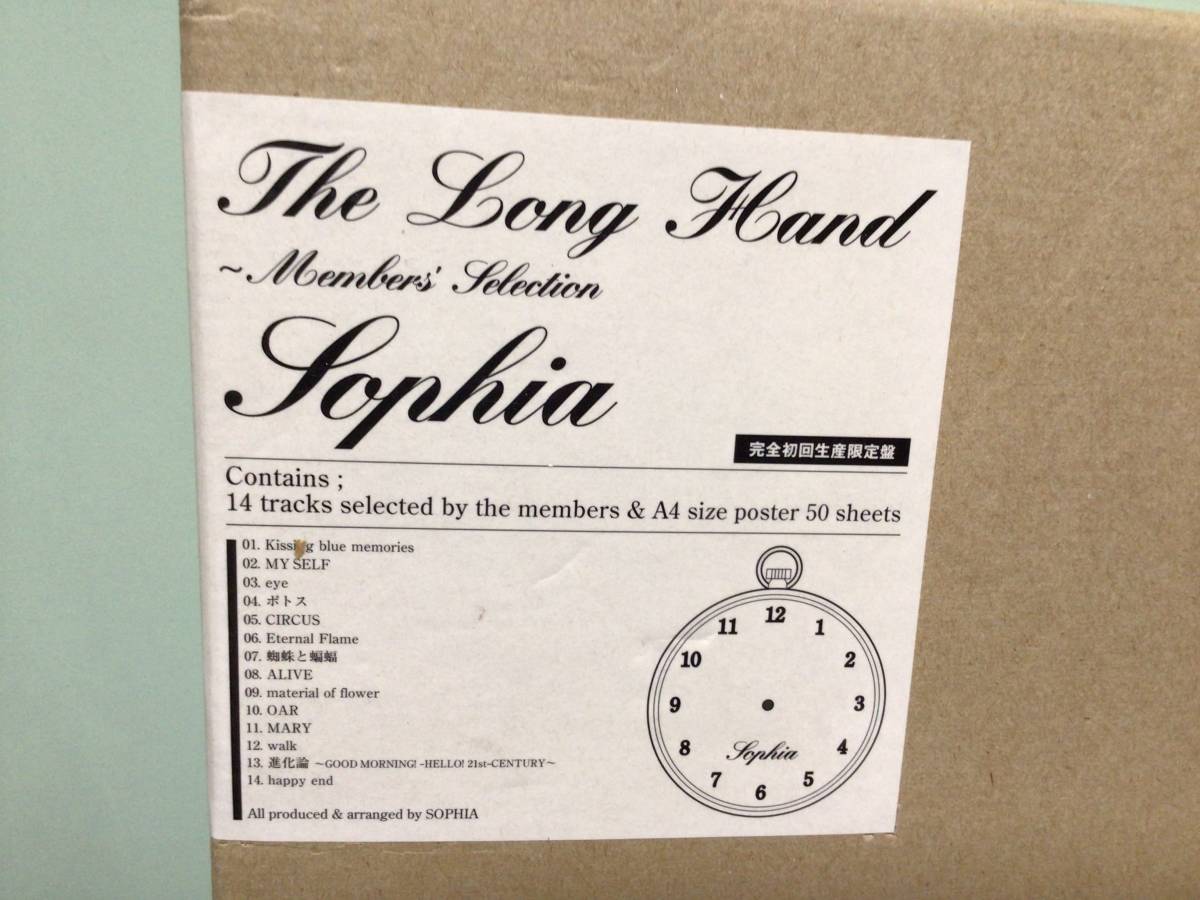 The Long Hand
~Members' Selection
Sophia
完全初回生産限定盤
Contains ;
14 tracks selected by the members & A4 size poster 50 sheets
01. Kissing blue memories
02. MY SELF
03. eye
04. ポトス
05. CIRCUS
06. Eternal Flame
07. 蜘蛛と蝙蝠
08. ALIVE
09. material of flower
10. OAR
11. MARY
12. walk
13. 進化論 ~GOOD MORNING! -HELLO! 21st-CENTURY~
14. happy end
All produced & arranged by SOPHIA
12
11 1
10 2
9 3
8 Sophia 4
7 5
6